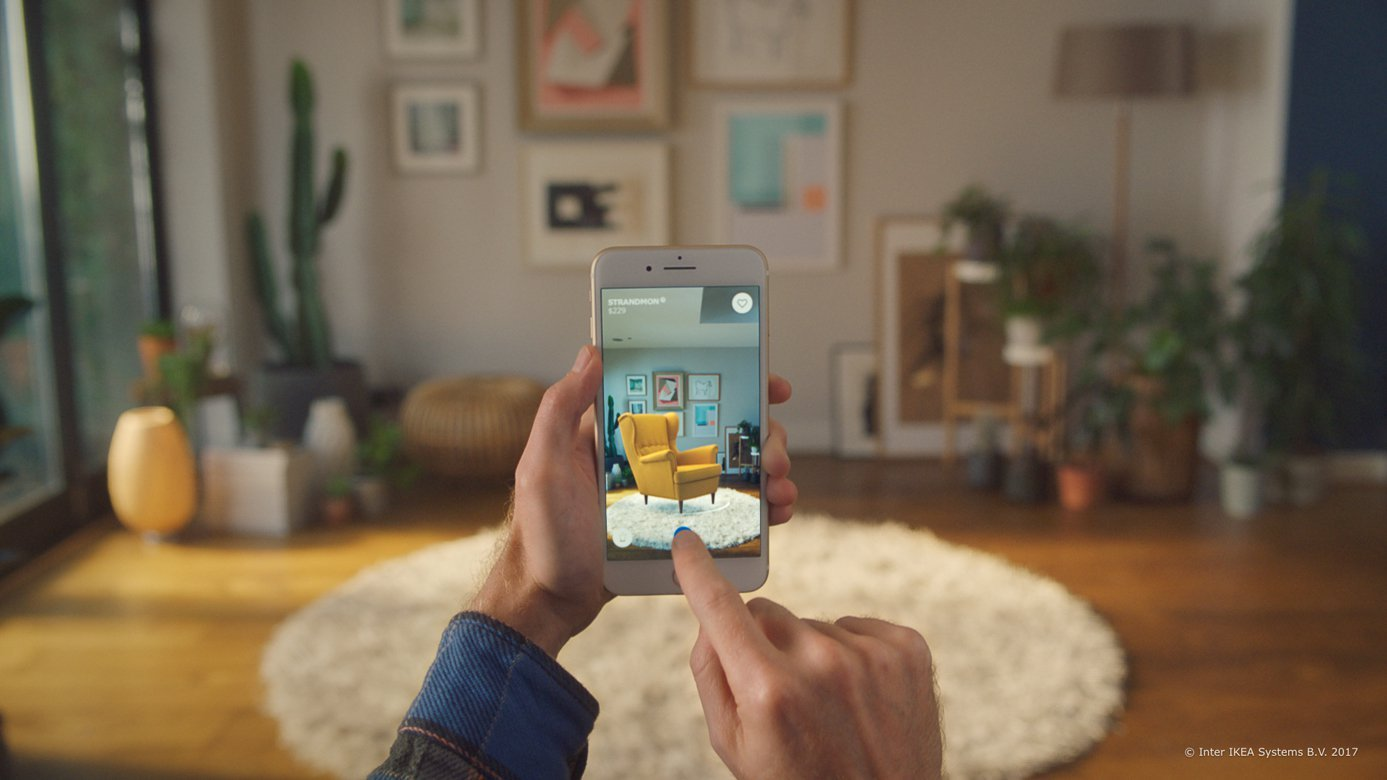 STRANDMON®
$229
© Inter IKEA Systems B.V. 2017